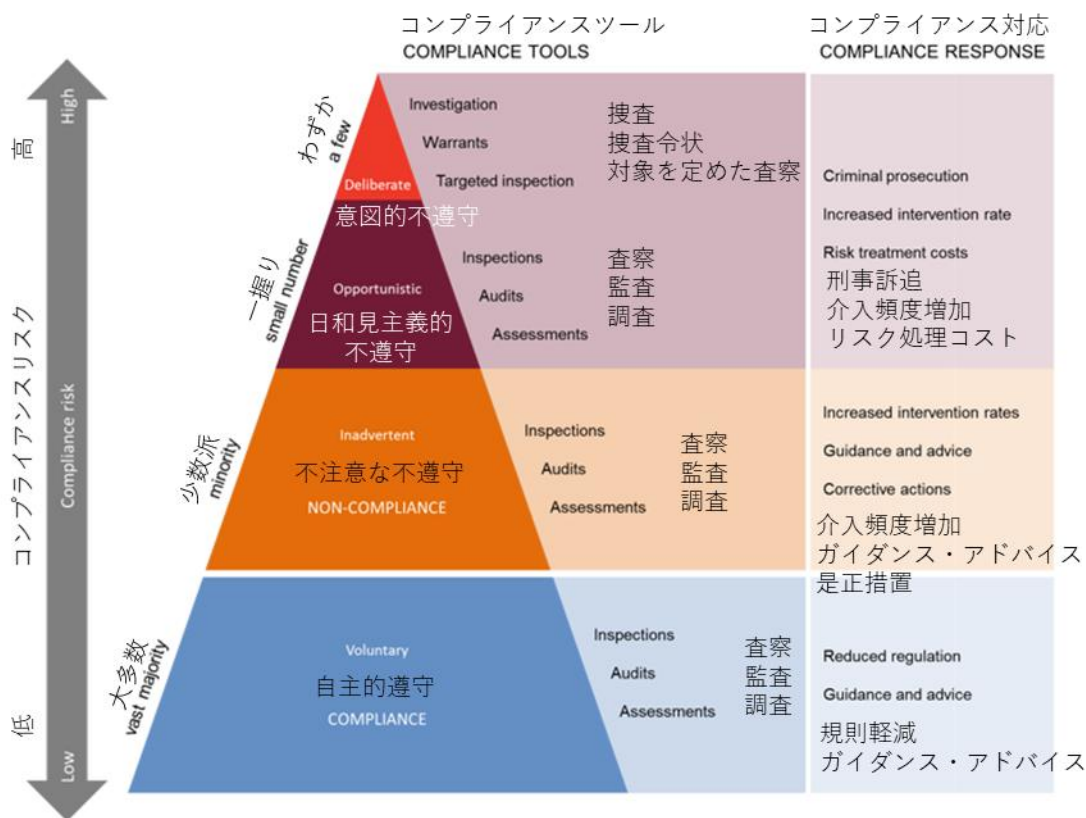 コンプライアンスツール
COMPLIANCE TOOLS
コンプライアンス対応
COMPLIANCE RESPONSE
High
高
Compliance risk
コンプライアンスリスク
Low
低
わずか
a few
Deliberate
意図的不遵守
Investigation
Warrants
Targeted inspection
捜査
捜査令状
対象を定めた査察
一握り
small number
Opportunistic
日和見主義的
不遵守
Inspections
Audits
Assessments
査察
監査
調査
Criminal prosecution
Increased intervention rate
Risk treatment costs
刑事訴追
介入頻度増加
リスク処理コスト
少数派
minority
Inadvertent
不注意な不遵守
NON-COMPLIANCE
Inspections
Audits
Assessments
査察
監査
調査
Increased intervention rates
Guidance and advice
Corrective actions
介入頻度増加
ガイダンス・アドバイス
是正措置
大多数
vast majority
Voluntary
自主的遵守
COMPLIANCE
Inspections
Audits
Assessments
査察
監査
調査
Reduced regulation
Guidance and advice
規則軽減
ガイダンス・アドバイス